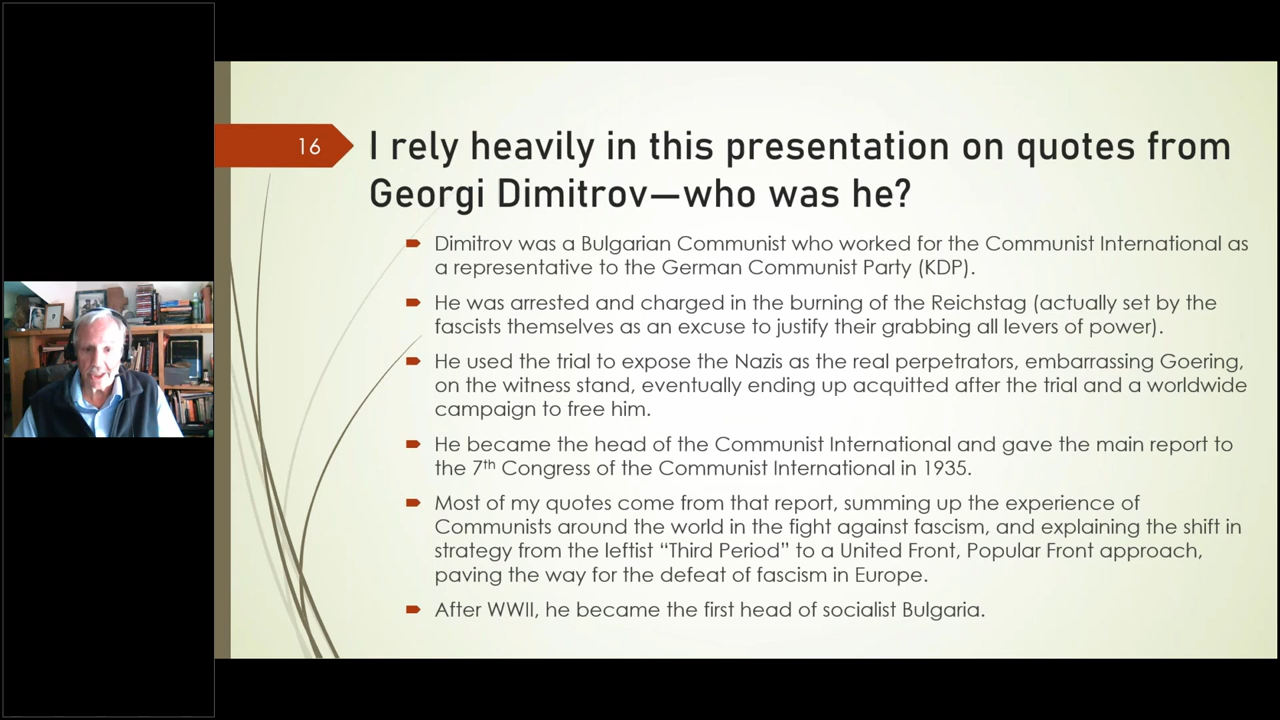 16
I rely heavily in this presentation on quotes from
Georgi Dimitrov—who was he?
Dimitrov was a Bulgarian Communist who worked for the Communist International as
a representative to the German Communist Party (KDP).
He was arrested and charged in the burning of the Reichstag (actually set by the
fascists themselves as an excuse to justify their grabbing all levers of power).
He used the trial to expose the Nazis as the real perpetrators, embarrassing Goering,
on the witness stand, eventually ending up acquitted after the trial and a worldwide
campaign to free him.
He became the head of the Communist International and gave the main report to
the 7th Congress of the Communist International in 1935.
Most of my quotes come from that report, summing up the experience of
Communists around the world in the fight against fascism, and explaining the shift in
strategy from the leftist “Third Period” to a United Front, Popular Front approach,
paving the way for the defeat of fascism in Europe.
After WWII, he became the first head of socialist Bulgaria.